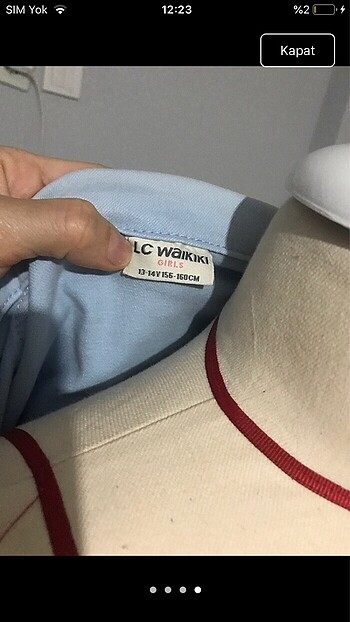 SIM Yok 12:23 %2
Kapat
LC WAIKIKI
GIRLS
13-14Y 156-160CM